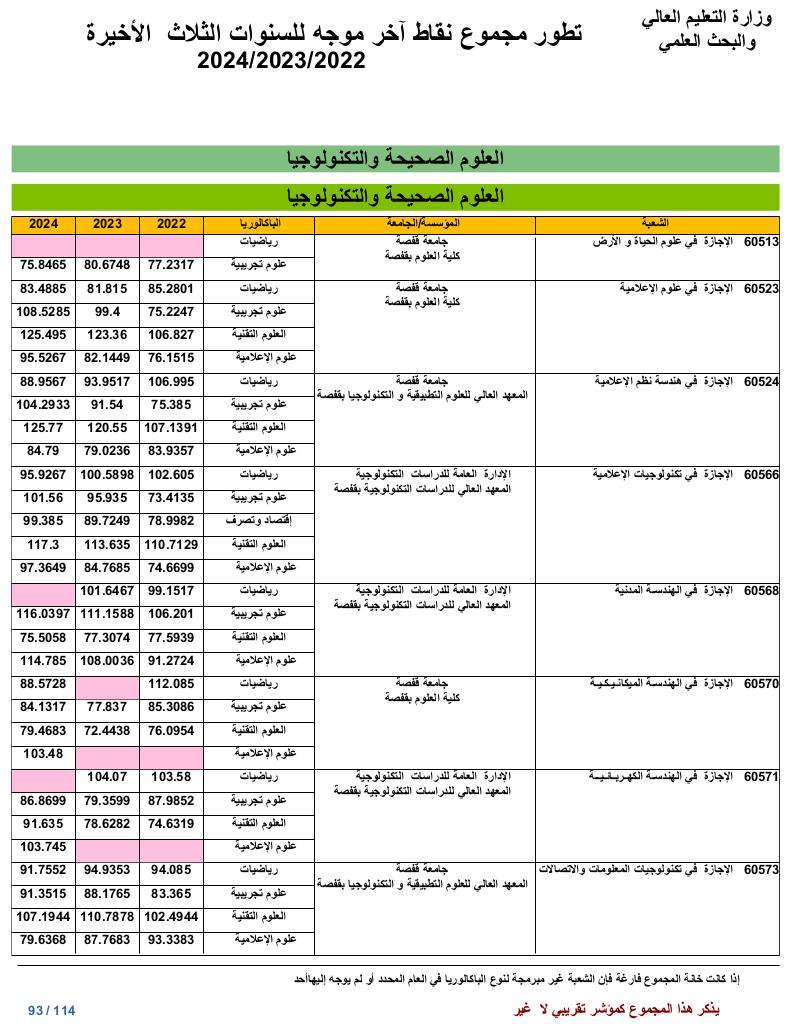 وزارة التعليم العالي
والبحث العلمي
تطور مجموع نقاط آخر موجه للسنوات الثلاث الأخيرة
2024/2023/2022
العلوم الصحيحة والتكنولوجيا
العلوم الصحيحة والتكنولوجيا
الشعبة المؤسسة/الجامعة الباكالوريا 2022 2023 2024
60513 الإجازة في علوم الحياة و الأرض جامعة قفصة رياضيات
كلية العلوم بقفصة علوم تجريبية 77.2317 80.6748 75.8465
60523 الإجازة في علوم الإعلامية جامعة قفصة رياضيات 85.2801 81.815 83.4885
كلية العلوم بقفصة علوم تجريبية 75.2247 99.4 108.5285
العلوم التقنية 106.827 123.36 125.495
علوم الإعلامية 76.1515 82.1449 95.5267
60524 الإجازة في هندسة نظم الإعلامية جامعة قفصة رياضيات 106.995 93.9517 88.9567
المعهد العالي للعلوم التطبيقية و التكنولوجيا بقفصة علوم تجريبية 75.385 91.54 104.2933
العلوم التقنية 107.1391 120.55 125.77
علوم الإعلامية 83.9357 79.0236 84.79
60566 الإجازة في تكنولوجيات الإعلامية الإدارة العامة للدراسات التكنولوجية رياضيات 102.605 100.5898 95.9267
المعهد العالي للدراسات التكنولوجية بقفصة علوم تجريبية 73.4135 95.935 101.56
إقتصاد وتصرف 78.9982 89.7249 99.385
العلوم التقنية 110.7129 113.635 117.3
علوم الإعلامية 74.6699 84.7685 97.3649
60568 الإجازة في الهندسة المدنية الإدارة العامة للدراسات التكنولوجية رياضيات 99.1517 101.6467
المعهد العالي للدراسات التكنولوجية بقفصة علوم تجريبية 106.201 111.1588 116.0397
العلوم التقنية 77.5939 77.3074 75.5058
علوم الإعلامية 91.2724 108.0036 114.785
60570 الإجازة في الهندسة الميكانيكية جامعة قفصة رياضيات 112.085 88.5728
كلية العلوم بقفصة علوم تجريبية 85.3086 77.837 84.1317
العلوم التقنية 76.0954 72.4438 79.4683
علوم الإعلامية 103.48
60571 الإجازة في الهندسة الكهربائية الإدارة العامة للدراسات التكنولوجية رياضيات 103.58 104.07
المعهد العالي للدراسات التكنولوجية بقفصة علوم تجريبية 87.9852 79.3599 86.8699
العلوم التقنية 74.6319 78.6282 91.635
علوم الإعلامية 103.745
60573 الإجازة في تكنولوجيات المعلومات والاتصالات جامعة قفصة رياضيات 94.085 94.9353 91.7552
المعهد العالي للعلوم التطبيقية و التكنولوجيا بقفصة علوم تجريبية 83.365 88.1765 91.3515
العلوم التقنية 102.4944 110.7878 107.1944
علوم الإعلامية 93.3383 87.7683 79.6368
إذا كانت خانة المجموع فارغة فإن الشعبة غير مبرمجة لنوع الباكالوريا في العام المحدد أو لم يوجه إليهاأحد
يذكر هذا المجموع كمؤشر تقريبي لا غير
93 / 114